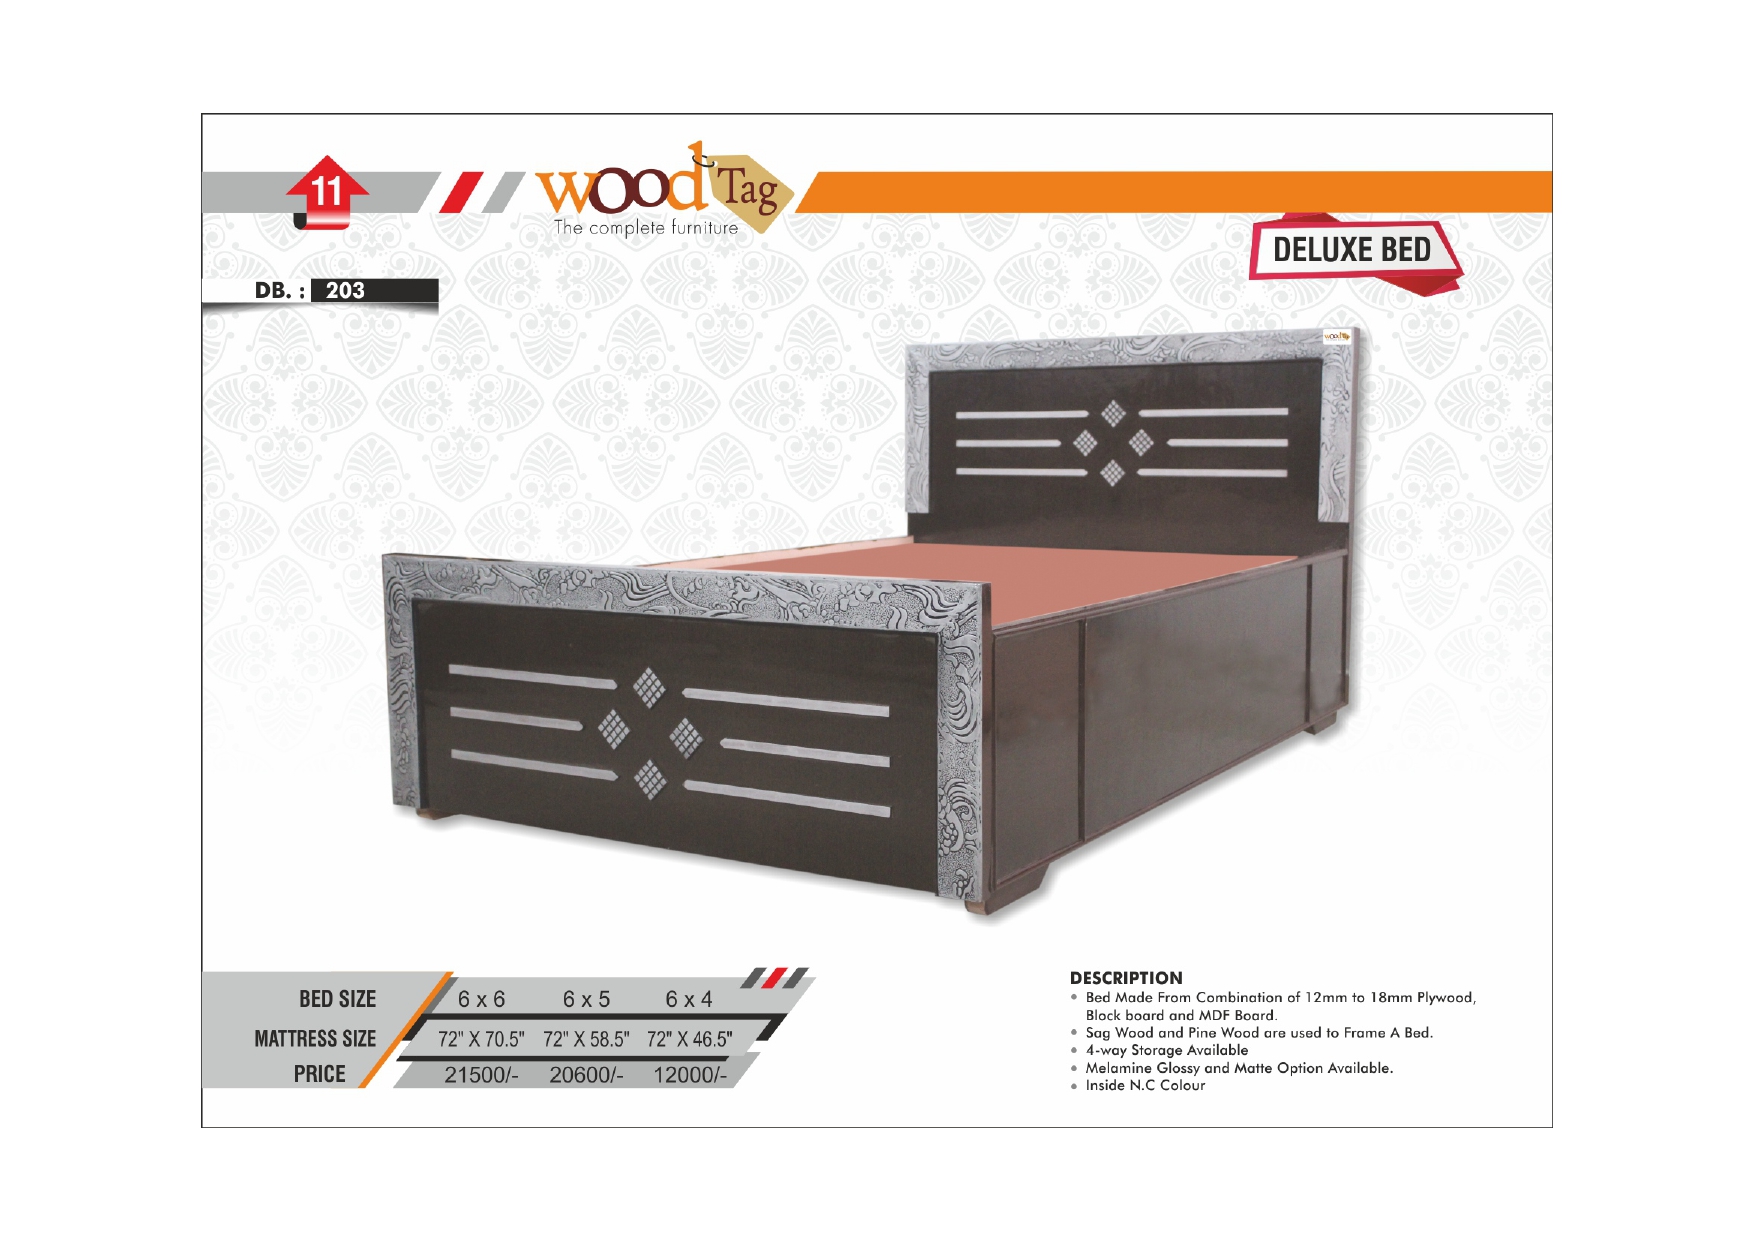 11
wood Tag
The complete furniture
DELUXE BED
DB. : 203
wood Tag
BED SIZE 6 x 6 6 x 5 6 x 4
MATTRESS SIZE 72" X 70.5" 72" X 58.5" 72" X 46.5"
PRICE 21500/- 20600/- 12000/-
DESCRIPTION
• Bed Made From Combination of 12mm to 18mm Plywood,
Block board and MDF Board.
• Sag Wood and Pine Wood are used to Frame A Bed.
• 4-way Storage Available
• Melamine Glossy and Matte Option Available.
• Inside N.C Colour